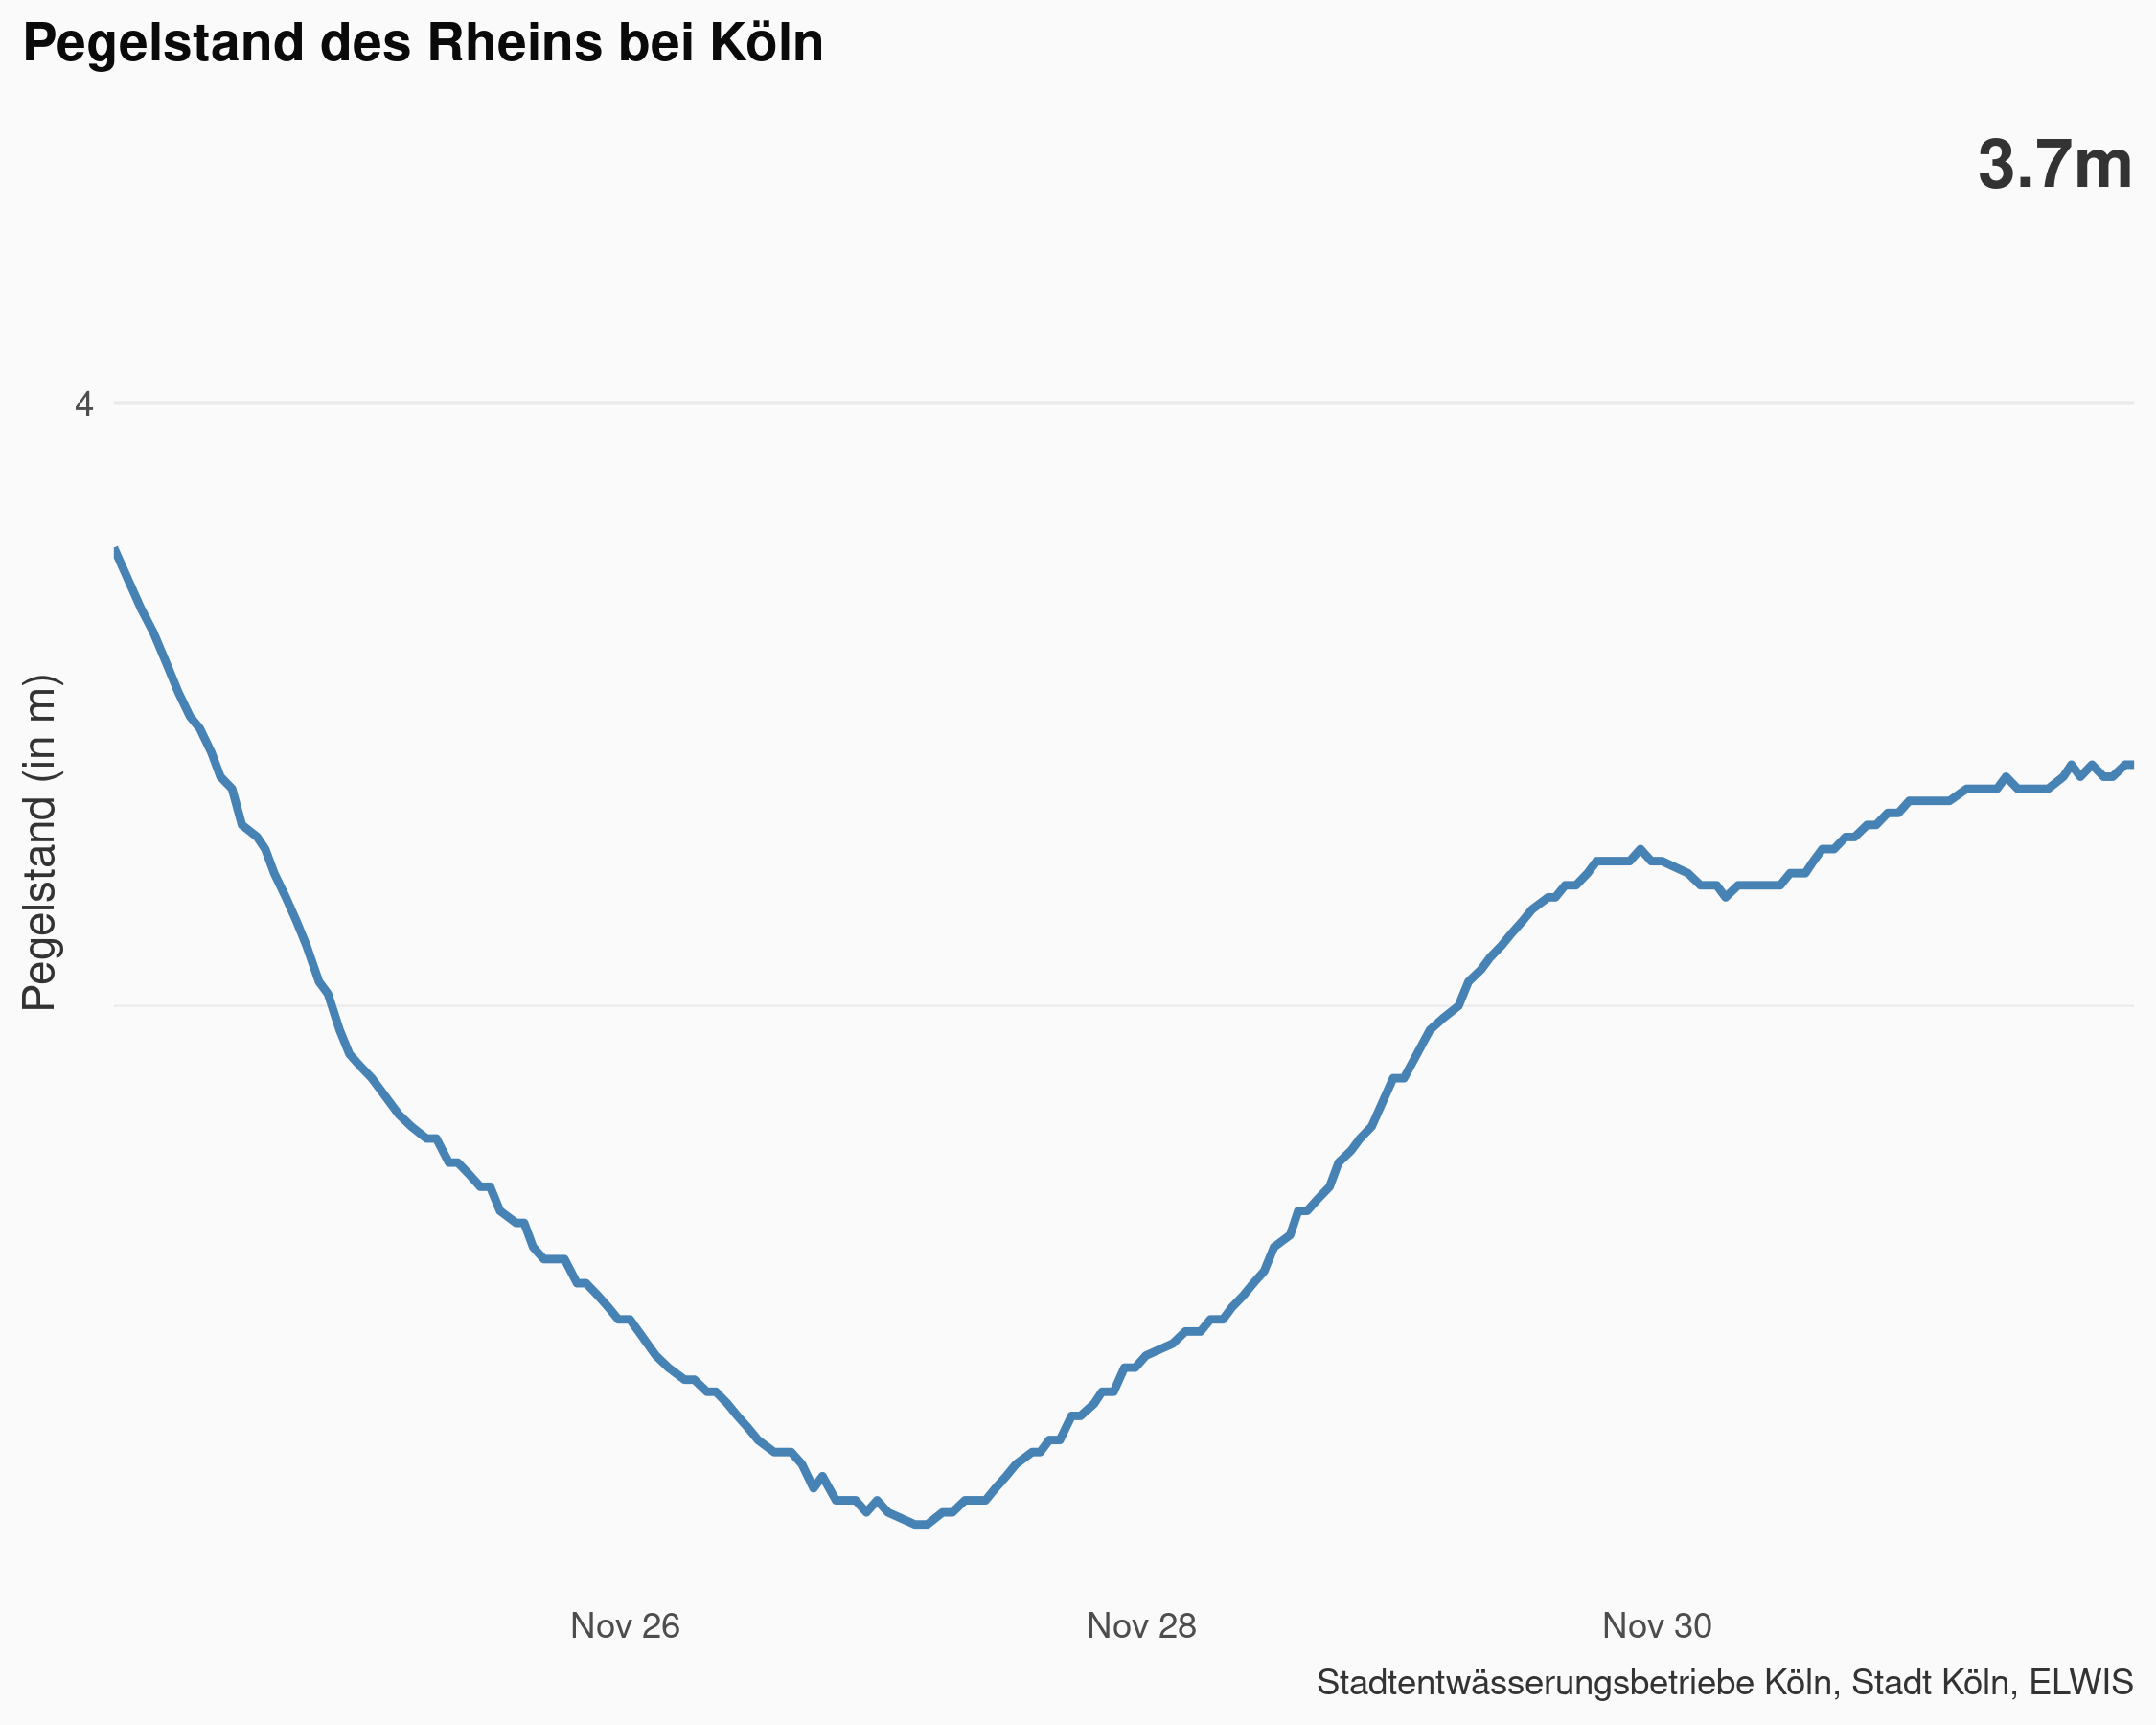 Pegelstand des Rheins bei Köln
3.7m
4
Pegelstand (in m)
Nov 26
Nov 28
Nov 30
Stadtentwässerungsbetriebe Köln, Stadt Köln, ELWIS